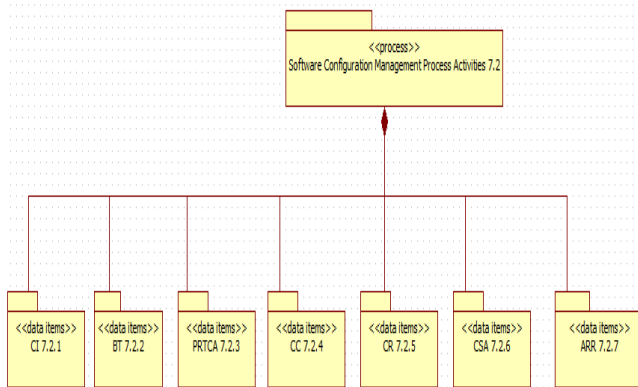 <<process>>
Software Configuration Management Process Activities 7.2
<<data items>>
CI 7.2.1
<<data items>>
BT 7.2.2
<<data items>>
PRTCA 7.2.3
<<data items>>
CC 7.2.4
<<data items>>
CR 7.2.5
<<data items>>
CSA 7.2.6
<<data items>>
ARR 7.2.7